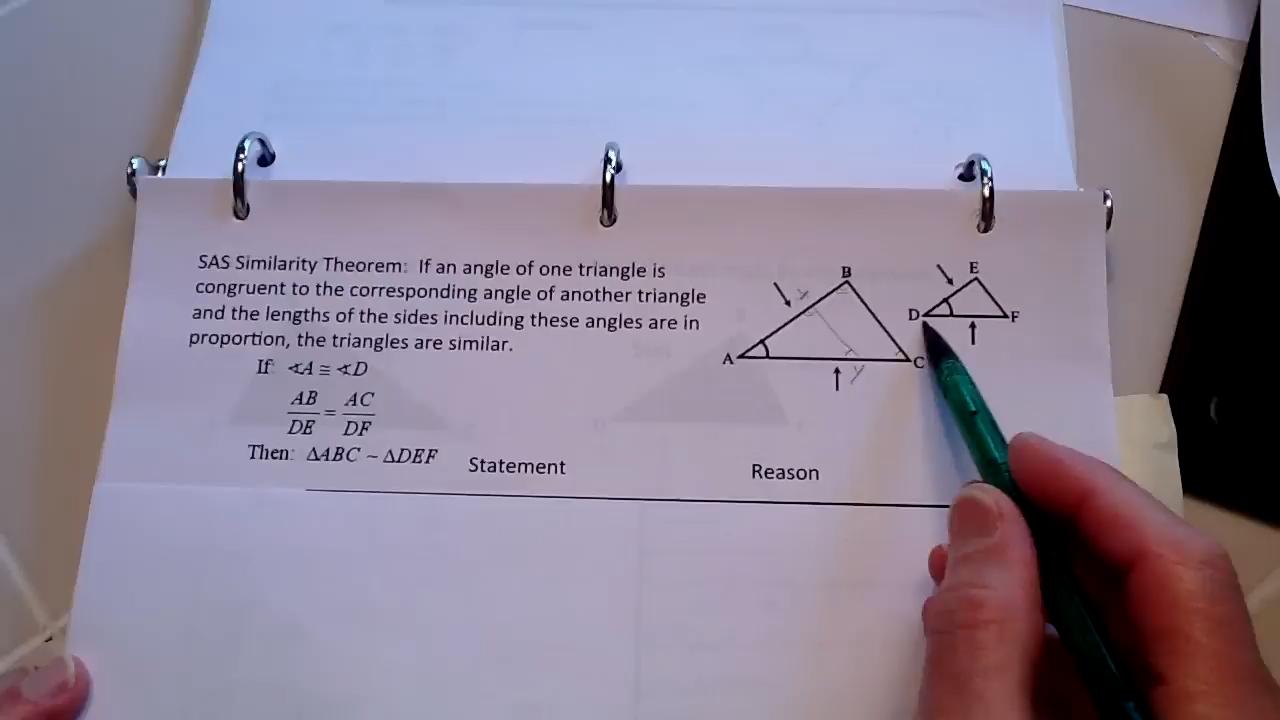 SAS Similarity Theorem: If an angle of one triangle is
congruent to the corresponding angle of another triangle
and the lengths of the sides including these angles are in
proportion, the triangles are similar.
If: ∢A ≅ ∢D
AB/DE = AC/DF
Then: ΔABC ~ ΔDEF
Statement
Reason
A
B
C
x
y
D
E
F